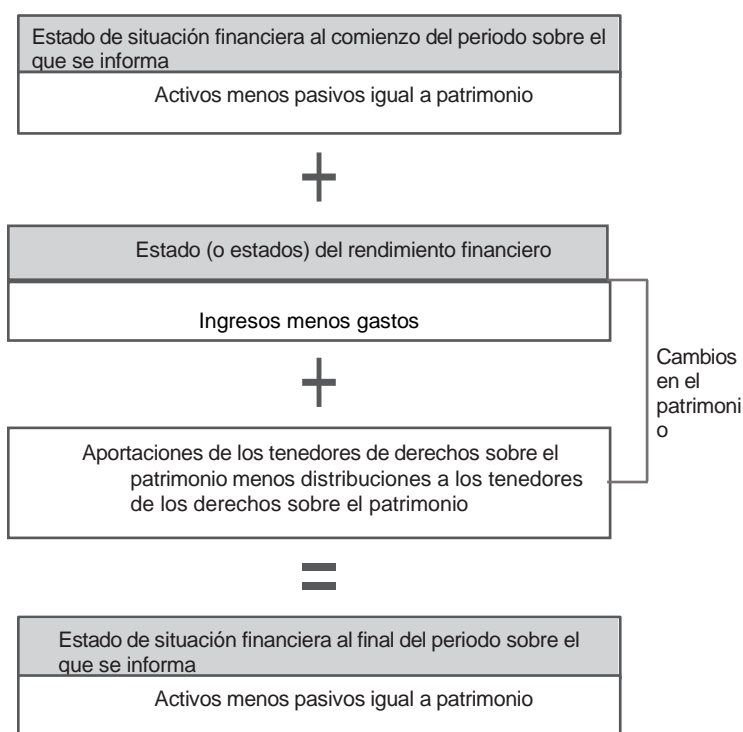 Estado de situación financiera al comienzo del periodo sobre el
que se informa
Activos menos pasivos igual a patrimonio
+
Estado (o estados) del rendimiento financiero
Ingresos menos gastos
+
Cambios
en el
patrimoni
o
Aportaciones de los tenedores de derechos sobre el
patrimonio menos distribuciones a los tenedores
de los derechos sobre el patrimonio
=
Estado de situación financiera al final del periodo sobre el
que se informa
Activos menos pasivos igual a patrimonio